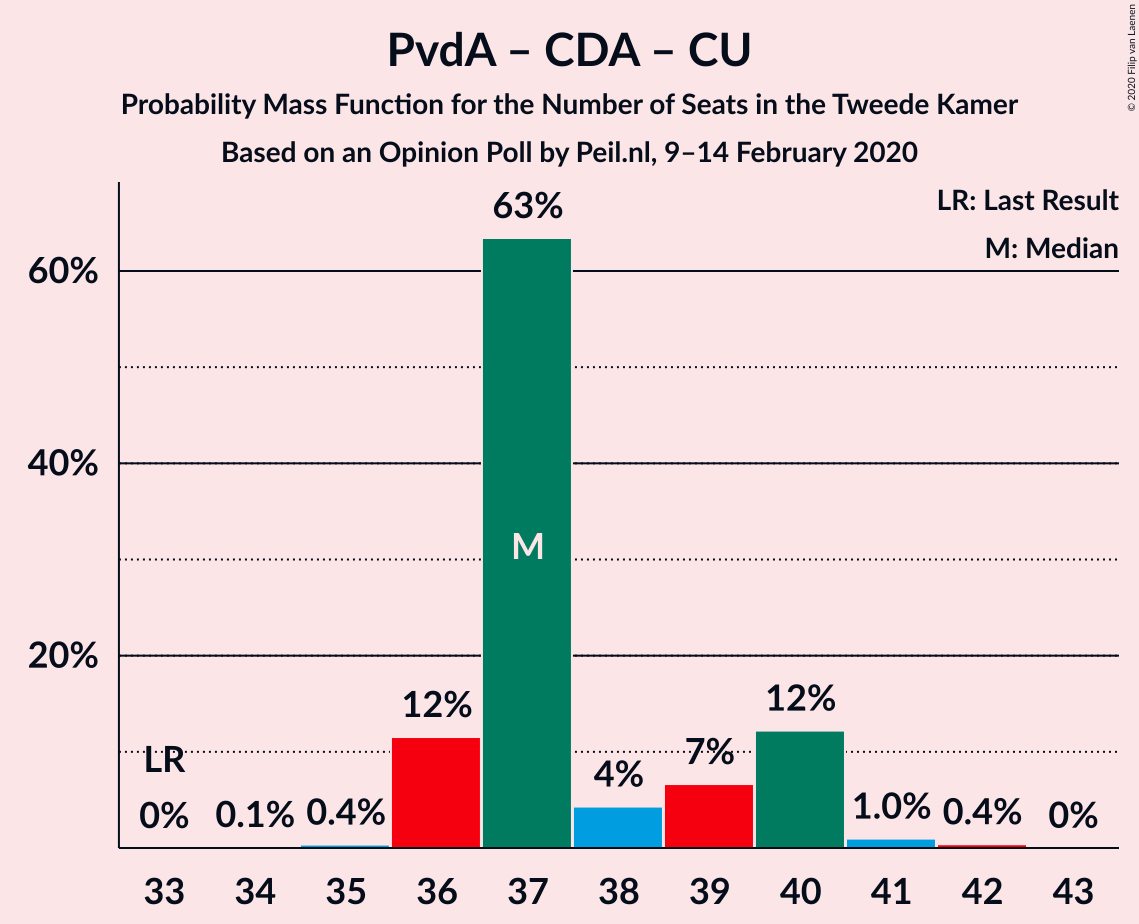 PvdA – CDA – CU
Probability Mass Function for the Number of Seats in the Tweede Kamer
Based on an Opinion Poll by Peil.nl, 9–14 February 2020
© 2020 Filip van Laenen
LR: Last Result
M: Median
63%
60%
40%
M
20%
12%
12%
LR
7%
4%
0%
0.1%
0.4%
1.0%
0.4%
0%
33 34 35 36 37 38 39 40 41 42 43